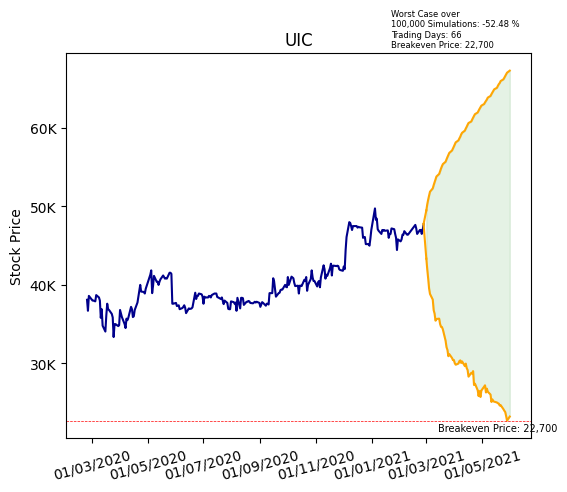 Worst Case over
100,000 Simulations: -52.48 %
Trading Days: 66
Breakeven Price: 22,700
UIC
Stock Price
60K
50K
40K
30K
Breakeven Price: 22,700
01/03/2020
01/05/2020
01/07/2020
01/09/2020
01/11/2020
01/01/2021
01/03/2021
01/05/2021